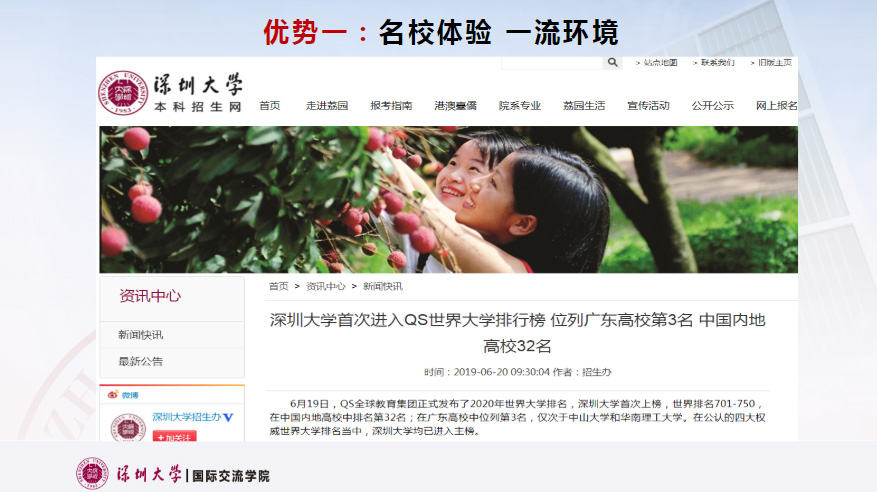 优势一：名校体验 一流环境
> 站点地图 > 联系我们 > 旧版主页
SHENZHEN UNIVERSITY
1983
深圳大学
本科招生网
首页 走进荔园 报考指南 港澳臺僑 院系专业 荔园生活 宣传活动 公开公示 网上报名
资讯中心
新闻快讯
最新公告
微博
深圳大学招生办
+加关注
首页 > 资讯中心 > 新闻快讯
深圳大学首次进入QS世界大学排行榜 位列广东高校第3名 中国内地
高校32名
时间：2019-06-20 09:30:04 作者：招生办
6月19日，QS全球教育集团正式发布了2020年世界大学排名，深圳大学首次上榜，世界排名701-750，
在中国内地高校中排名第32名；在广东高校中位列第3名，仅次于中山大学和华南理工大学。在公认的四大权
威世界大学排名当中，深圳大学均已进入主榜。
深圳大学|国际交流学院